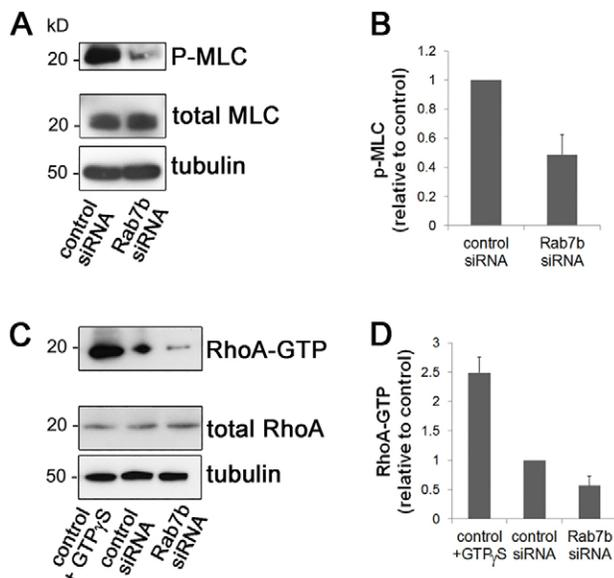 A
kD
20 -
P-MLC
20 -
total MLC
50 -
tubulin
control
siRNA
Rab7b
siRNA
B
p-MLC
(relative to control)
1.2
1
0.8
0.6
0.4
0.2
0
control
siRNA
Rab7b
siRNA
C
20 -
RhoA-GTP
20 -
total RhoA
50 -
tubulin
control
+ GTPγS
control
siRNA
Rab7b
siRNA
D
RhoA-GTP
(relative to control)
3
2.5
2
1.5
1
0.5
0
control
+GTPγS
control
siRNA
Rab7b
siRNA